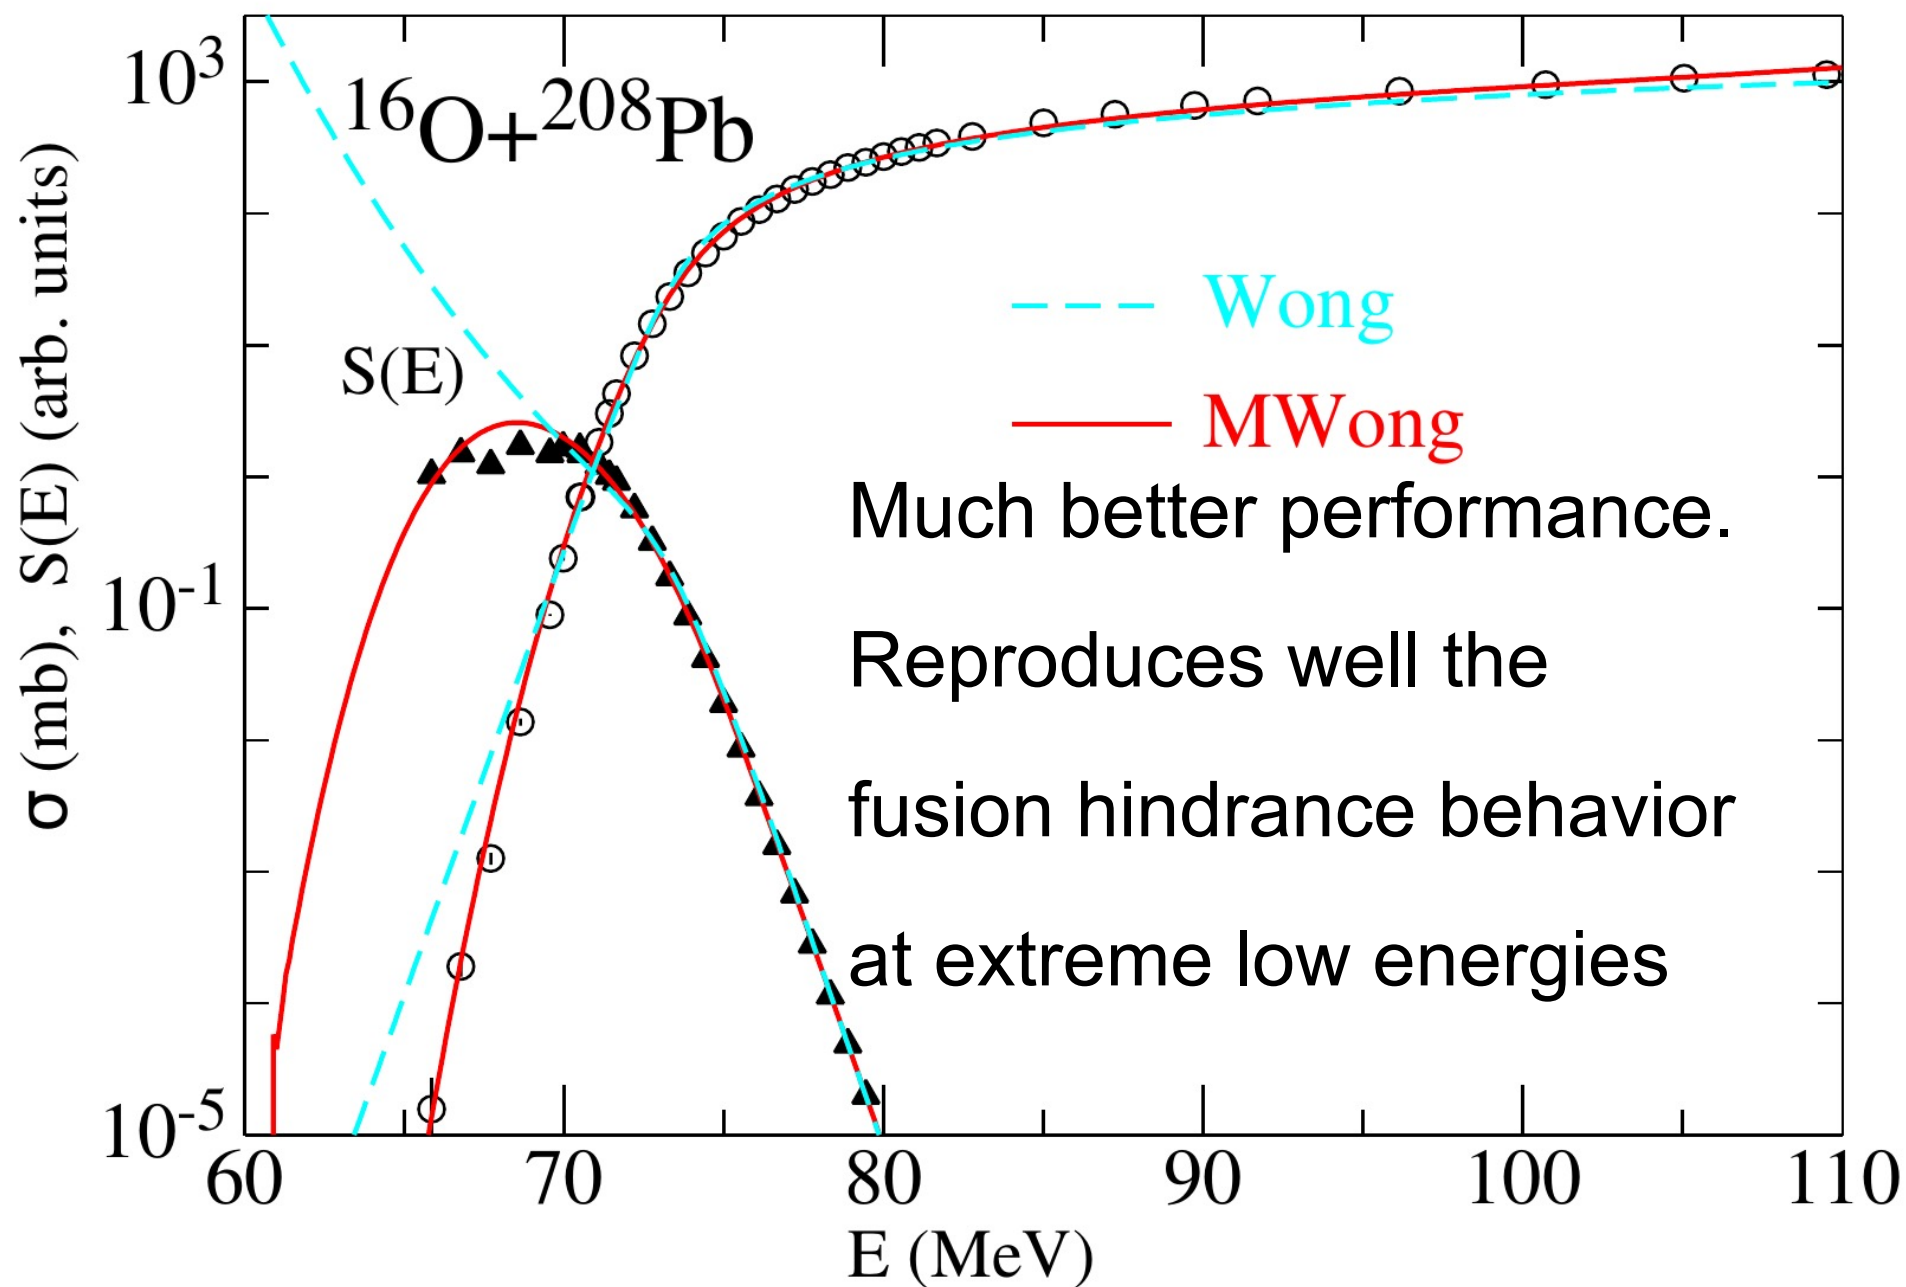 10³
¹⁶O+²⁰⁸Pb
Wong
S(E)
MWong
Much better performance.
10⁻¹
Reproduces well the
fusion hindrance behavior
at extreme low energies
10⁻⁵
σ (mb), S(E) (arb. units)
60 70 80 90 100 110
E (MeV)